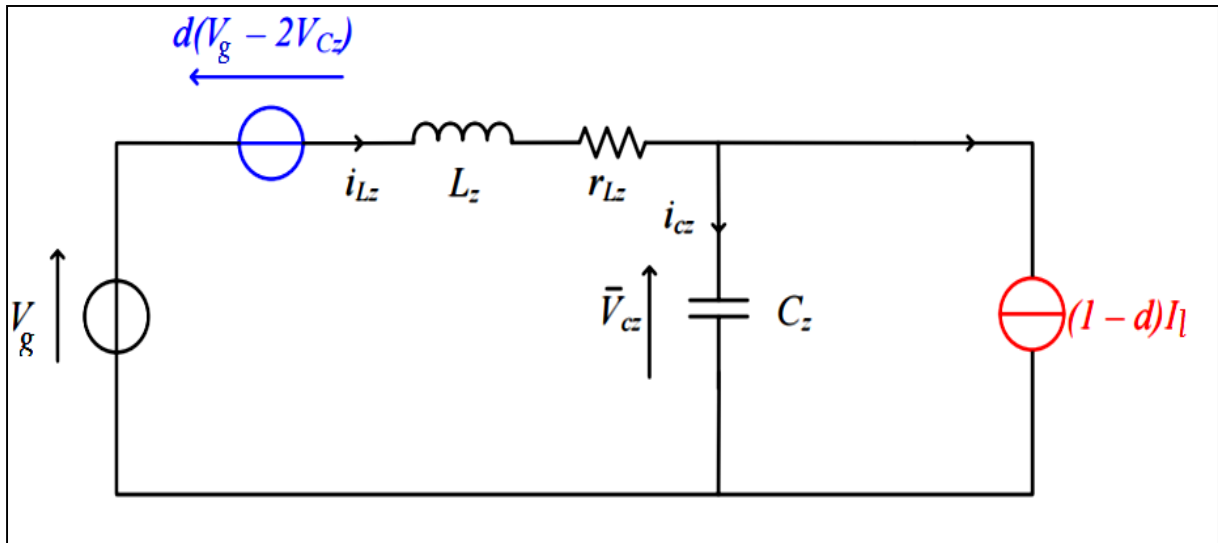 d(Vg – 2VCz)
iLz
Lz
rLz
icz
Vg
V̄cz
Cz
(1 – d)Il